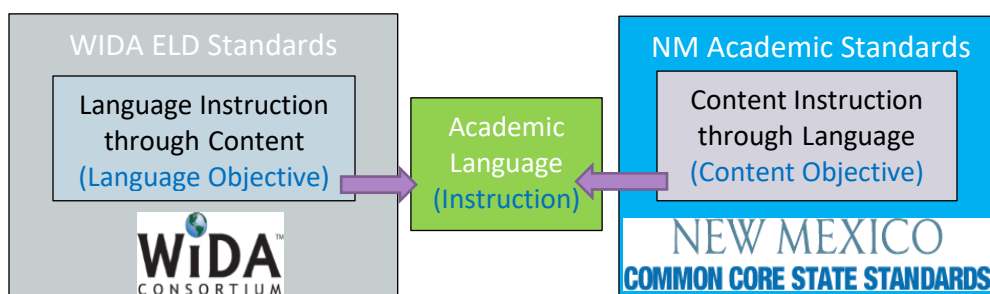 WIDA ELD Standards
Language Instruction
through Content
(Language Objective)
WiDA™
CONSORTIUM
Academic
Language
(Instruction)
NM Academic Standards
Content Instruction
through Language
(Content Objective)
NEW MEXICO
COMMON CORE STATE STANDARDS